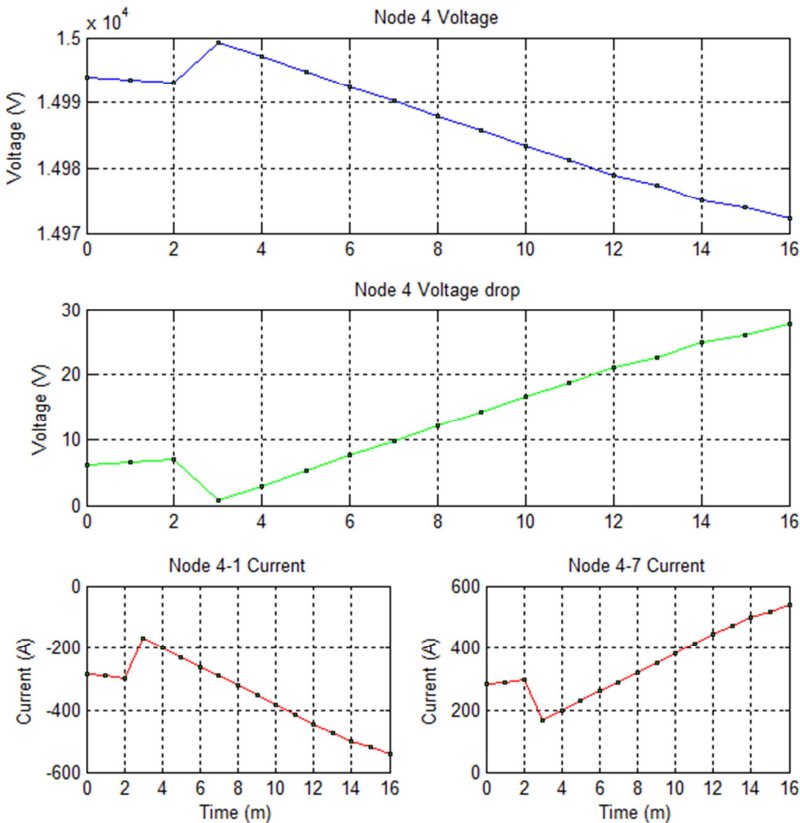 Node 4 Voltage
x 10^4
1.5
1.499
1.498
1.497
Voltage (V)
0 2 4 6 8 10 12 14 16
Node 4 Voltage drop
30
20
10
0
Voltage (V)
0 2 4 6 8 10 12 14 16
Node 4-1 Current
0
-200
-400
-600
Current (A)
0 2 4 6 8 10 12 14 16
Time (m)
Node 4-7 Current
600
400
200
0
Current (A)
0 2 4 6 8 10 12 14 16
Time (m)